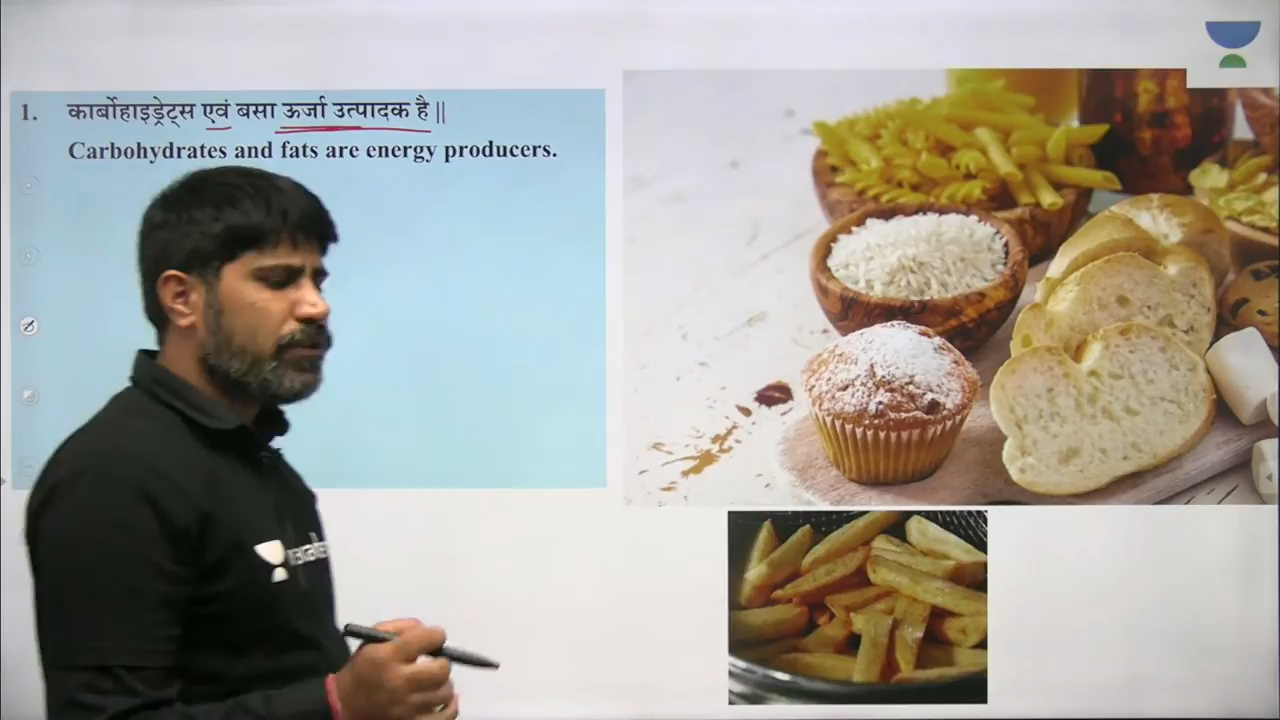 1. कार्बोहाइड्रेट्स एवं बसा ऊर्जा उत्पादक है ||
Carbohydrates and fats are energy producers.